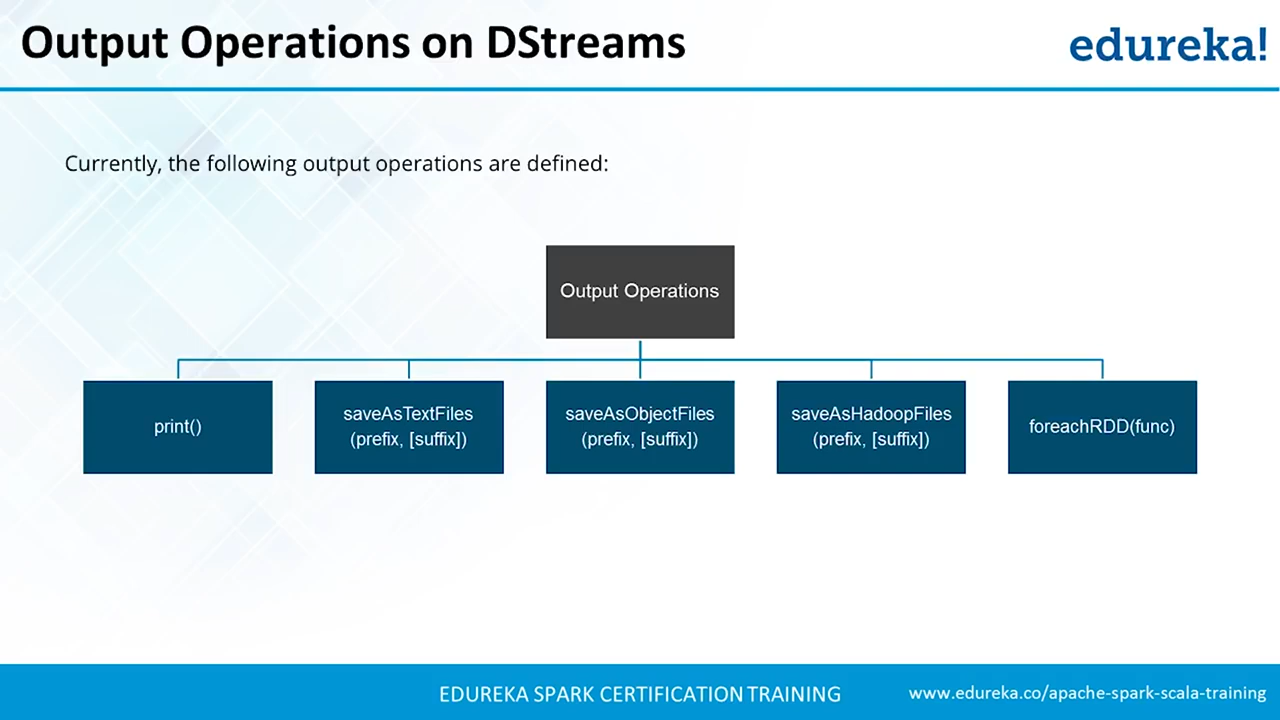 Output Operations on DStreams
edureka!
Currently, the following output operations are defined:
Output Operations
print()
saveAsTextFiles
(prefix, [suffix])
saveAsObjectFiles
(prefix, [suffix])
saveAsHadoopFiles
(prefix, [suffix])
foreachRDD(func)
EDUREKA SPARK CERTIFICATION TRAINING
www.edureka.co/apache-spark-scala-training